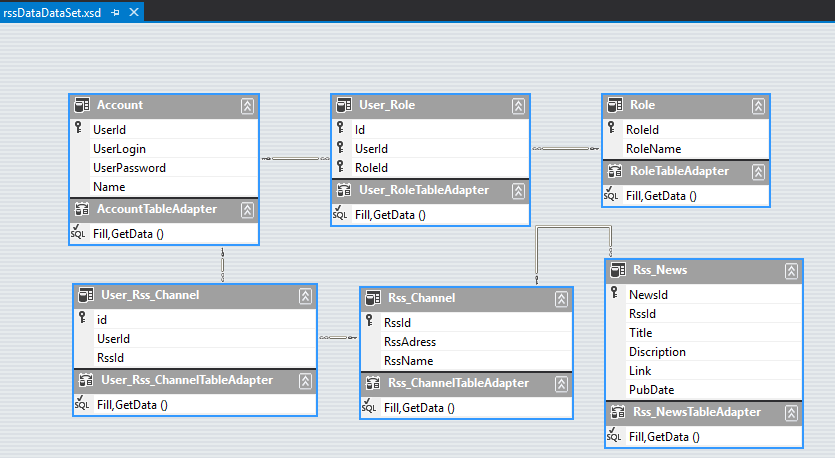 rssDataDataSet.xsd
Account
UserId
UserLogin
UserPassword
Name
AccountTableAdapter
SQL Fill,GetData ()
User_Role
Id
UserId
RoleId
User_RoleTableAdapter
SQL Fill,GetData ()
Role
RoleId
RoleName
RoleTableAdapter
SQL Fill,GetData ()
User_Rss_Channel
id
UserId
RssId
User_Rss_ChannelTableAdapter
SQL Fill,GetData ()
Rss_Channel
RssId
RssAdress
RssName
Rss_ChannelTableAdapter
SQL Fill,GetData ()
Rss_News
NewsId
RssId
Title
Discription
Link
PubDate
Rss_NewsTableAdapter
SQL Fill,GetData ()